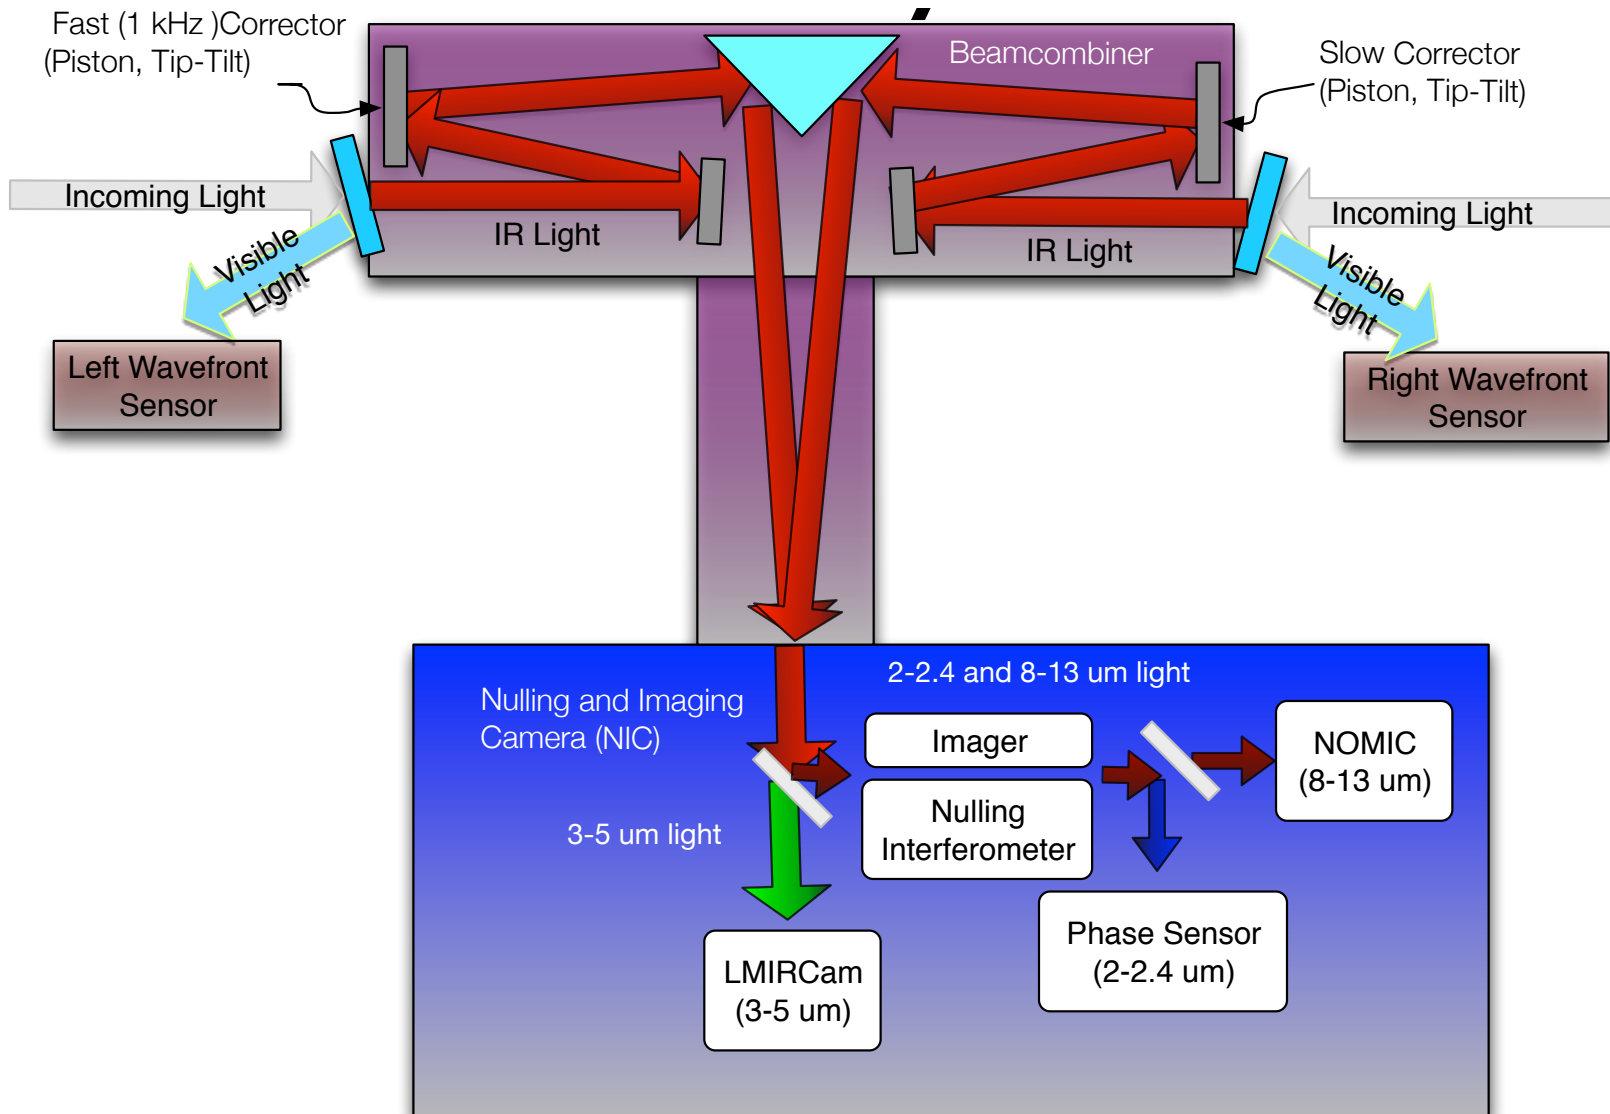 Fast (1 kHz )Corrector
(Piston, Tip-Tilt)
Beamcombiner
Slow Corrector
(Piston, Tip-Tilt)
Incoming Light
IR Light
Visible
Light
Left Wavefront
Sensor
IR Light
Incoming Light
Visible
Light
Right Wavefront
Sensor
Nulling and Imaging
Camera (NIC)
2-2.4 and 8-13 um light
Imager
Nulling
Interferometer
NOMIC
(8-13 um)
3-5 um light
Phase Sensor
(2-2.4 um)
LMIRCam
(3-5 um)